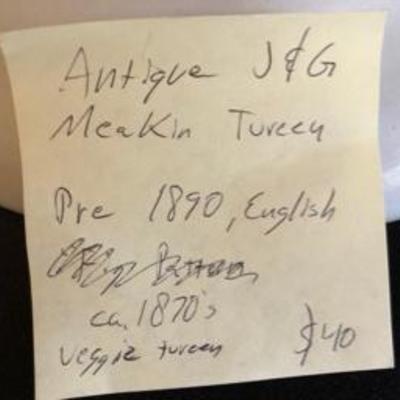 Antique J&G
Meakin Tureen
Pre 1890, English
ca. 1870's
veggie tureen $40